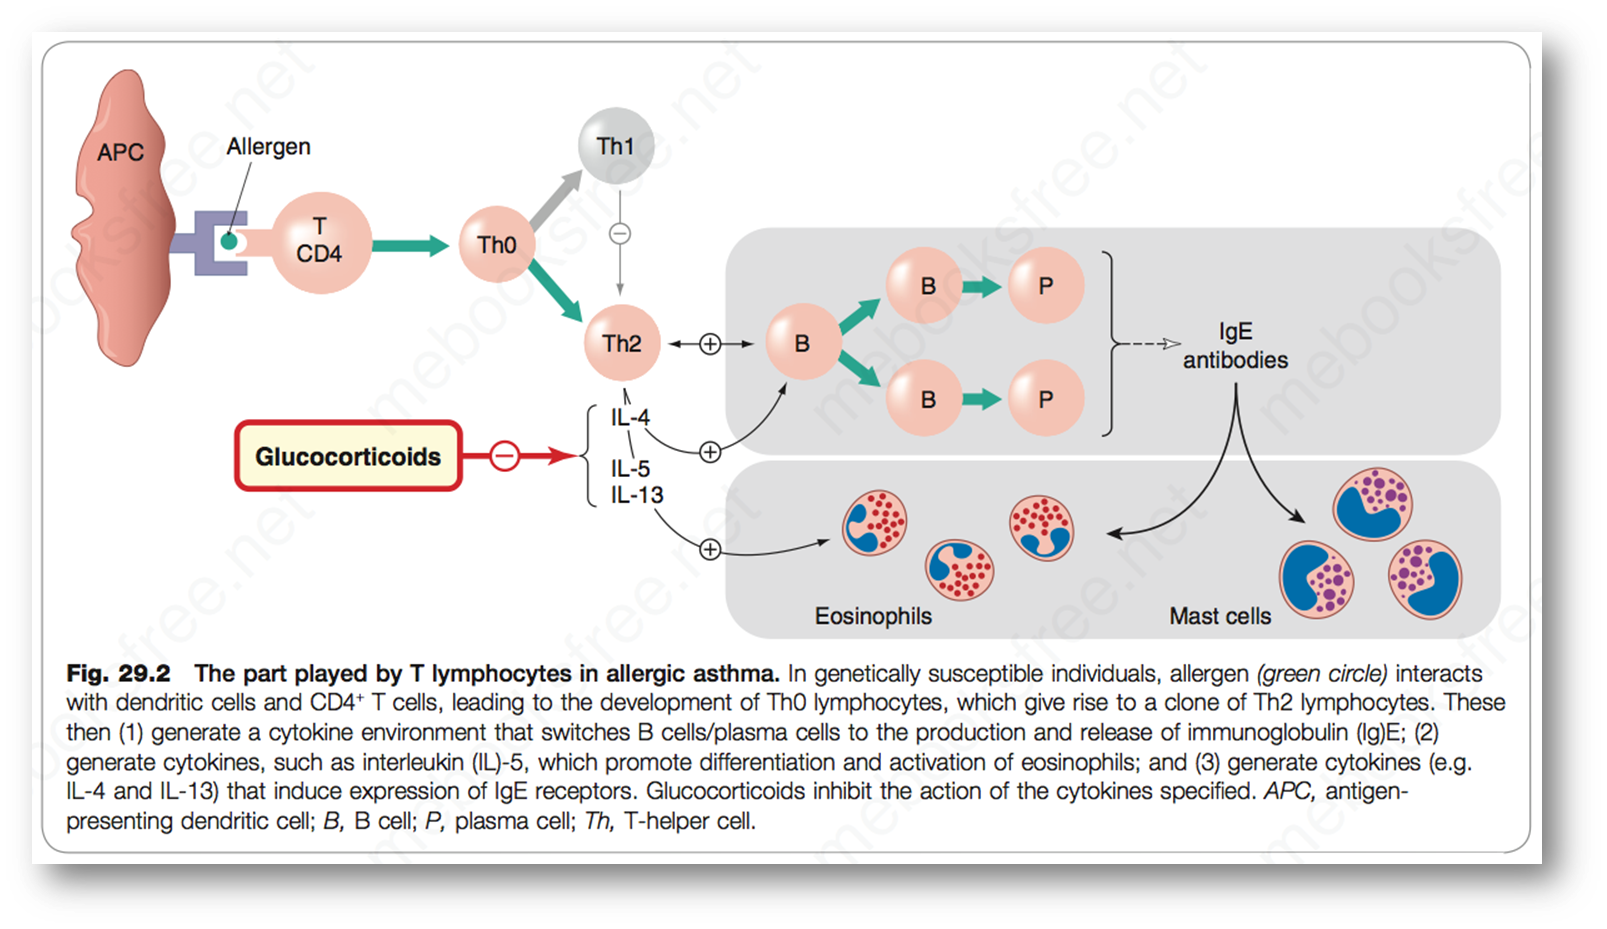 APC
Allergen
T
CD4
Th0
Th1
−
Th2
+
B
B
P
B
P
IgE
antibodies
Glucocorticoids
−
IL-4
IL-5
IL-13
+
+
Eosinophils
Mast cells
Fig. 29.2 The part played by T lymphocytes in allergic asthma. In genetically susceptible individuals, allergen (green circle) interacts
with dendritic cells and CD4⁺ T cells, leading to the development of Th0 lymphocytes, which give rise to a clone of Th2 lymphocytes. These
then (1) generate a cytokine environment that switches B cells/plasma cells to the production and release of immunoglobulin (Ig)E; (2)
generate cytokines, such as interleukin (IL)-5, which promote differentiation and activation of eosinophils; and (3) generate cytokines (e.g.
IL-4 and IL-13) that induce expression of IgE receptors. Glucocorticoids inhibit the action of the cytokines specified. APC, antigen-
presenting dendritic cell; B, B cell; P, plasma cell; Th, T-helper cell.
mebooksfree.net